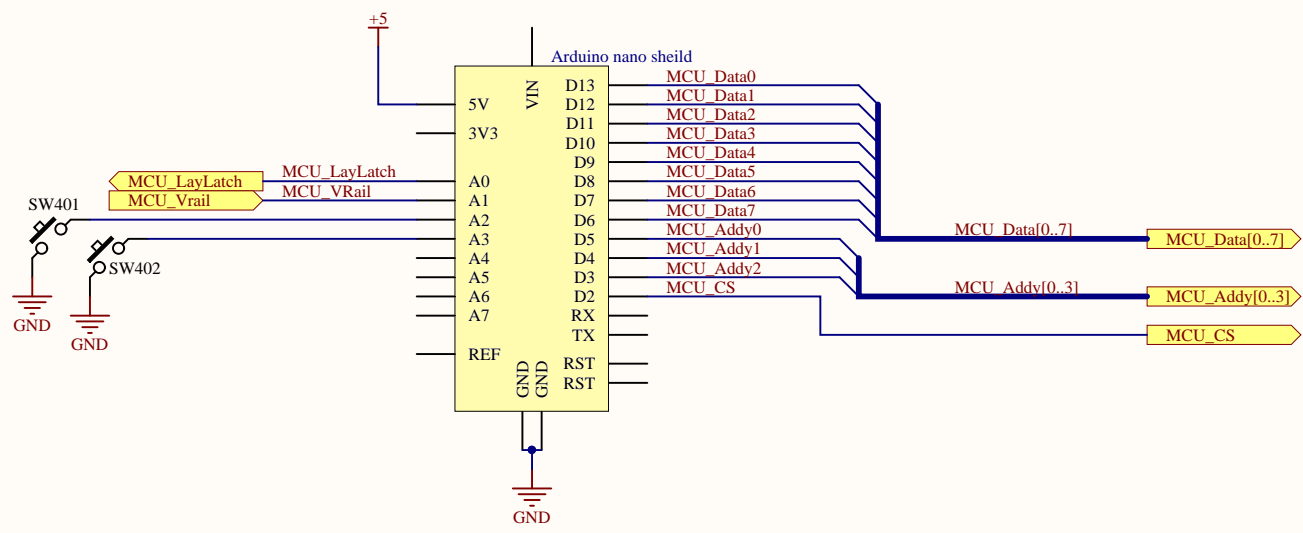 +5
Arduino nano sheild
VIN
5V
3V3
A0
A1
A2
A3
A4
A5
A6
A7
REF
D13
D12
D11
D10
D9
D8
D7
D6
D5
D4
D3
D2
RX
TX
RST
RST
GND
GND
GND
MCU_LayLatch
MCU_LayLatch
MCU_Vrail
MCU_VRail
SW401
SW402
GND
GND
MCU_Data0
MCU_Data1
MCU_Data2
MCU_Data3
MCU_Data4
MCU_Data5
MCU_Data6
MCU_Data7
MCU_Addy0
MCU_Addy1
MCU_Addy2
MCU_CS
MCU_Data[0..7]
MCU_Data[0..7]
MCU_Addy[0..3]
MCU_Addy[0..3]
MCU_CS